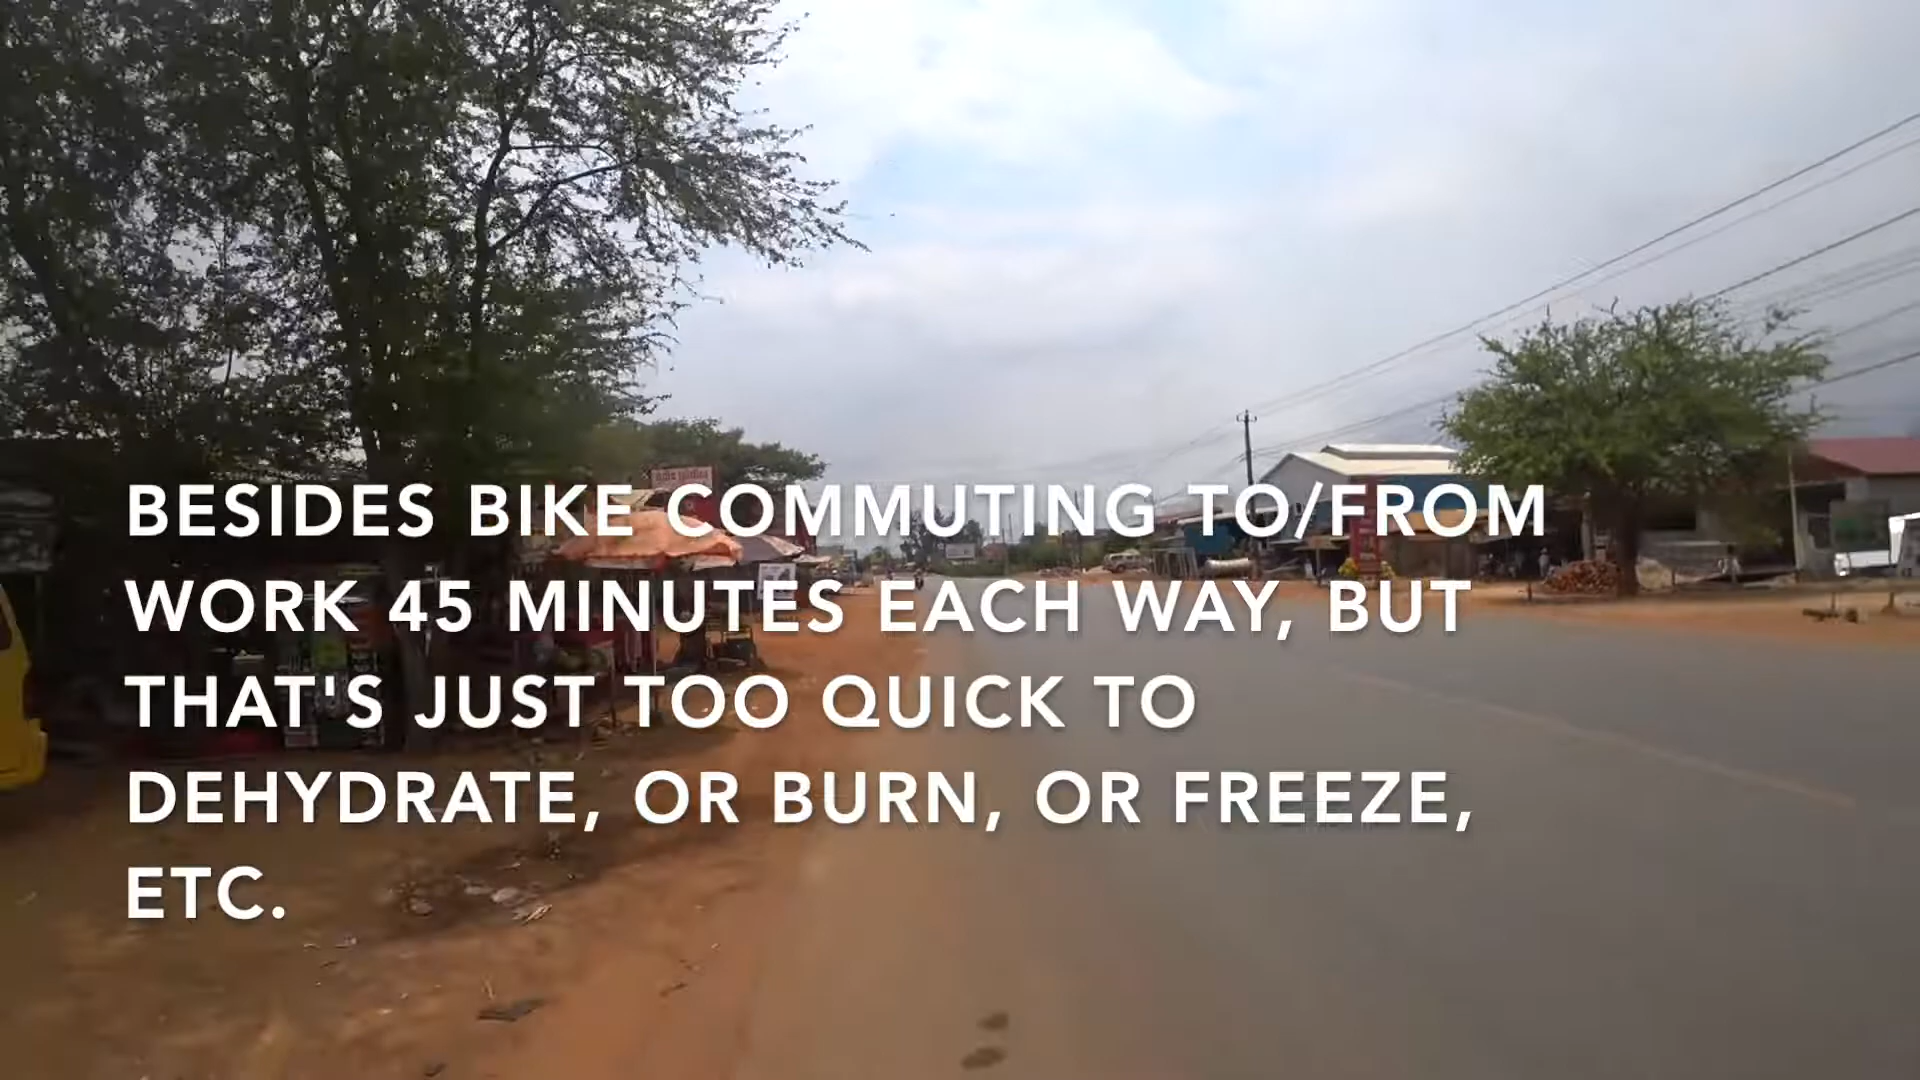 BESIDES BIKE COMMUTING TO/FROM
WORK 45 MINUTES EACH WAY, BUT
THAT'S JUST TOO QUICK TO
DEHYDRATE, OR BURN, OR FREEZE,
ETC.